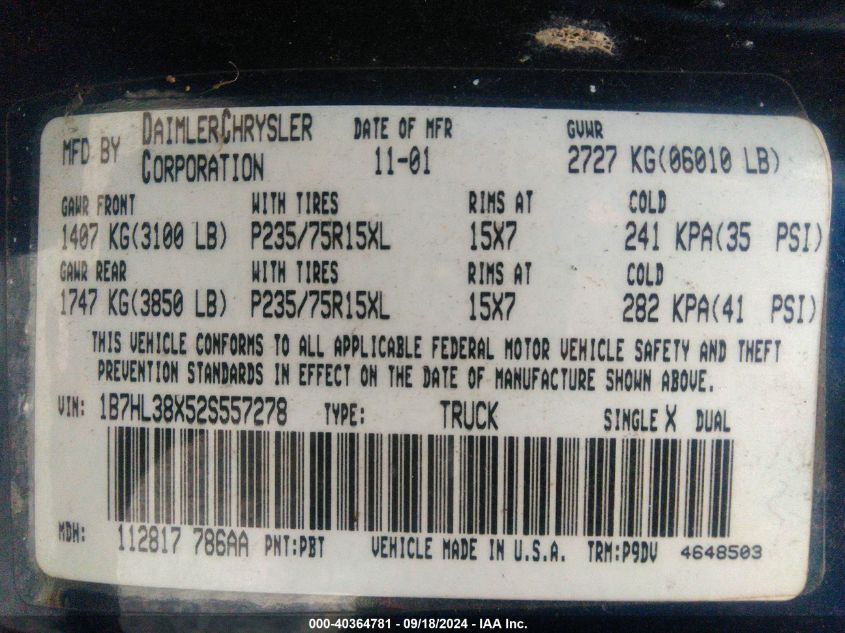 MFD BY DAIMLERCHRYSLER CORPORATION DATE OF MFR 11-01 GVWR 2727 KG(06010 LB)
GAWR FRONT WITH TIRES RIMS AT COLD
1407 KG(3100 LB) P235/75R15XL 15X7 241 KPA(35 PSI)
GAWR REAR WITH TIRES RIMS AT COLD
1747 KG(3850 LB) P235/75R15XL 15X7 282 KPA(41 PSI)
THIS VEHICLE CONFORMS TO ALL APPLICABLE FEDERAL MOTOR VEHICLE SAFETY AND THEFT
PREVENTION STANDARDS IN EFFECT ON THE DATE OF MANUFACTURE SHOWN ABOVE.
VIN: 1B7HL38X52S557278 TYPE: TRUCK SINGLE X DUAL
MDH: 112817 786AA PNT:PBT VEHICLE MADE IN U.S.A. TRM:P9DV 4648503
000-40364781 - 09/18/2024 - IAA Inc.